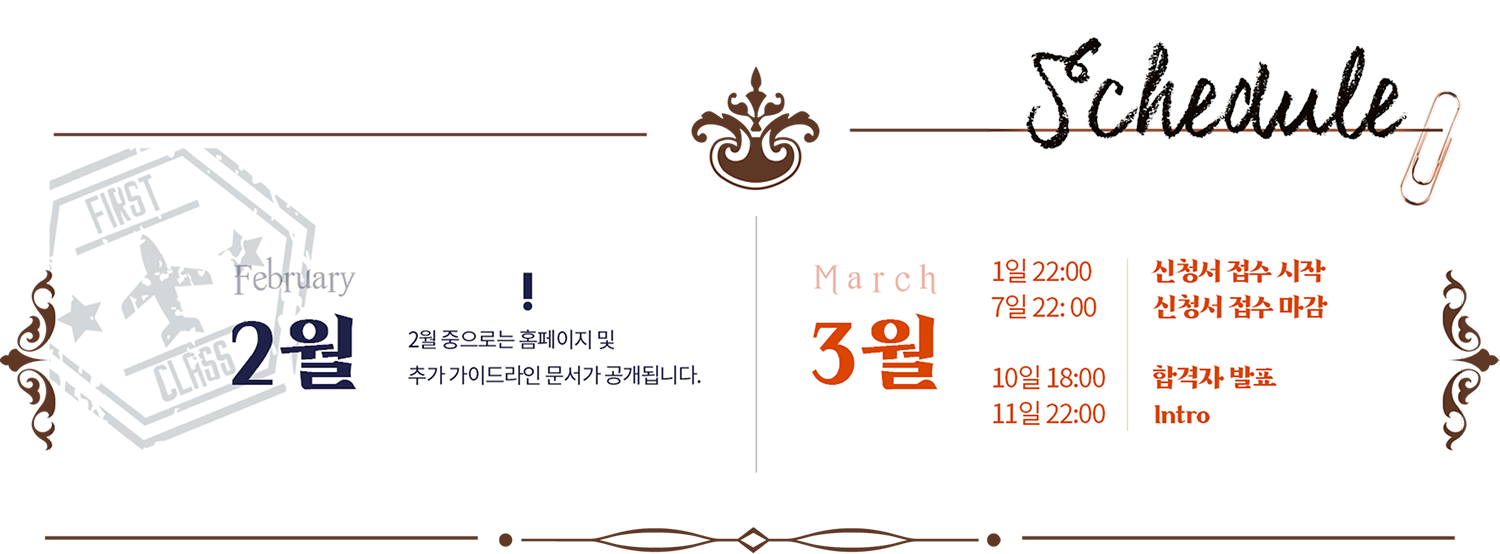 Schedule
FIRST
CLASS
February
2월
!
2월 중으로는 홈페이지 및
추가 가이드라인 문서가 공개됩니다.
March
3월
1일 22:00 신청서 접수 시작
7일 22: 00 신청서 접수 마감
10일 18:00 합격자 발표
11일 22:00 Intro